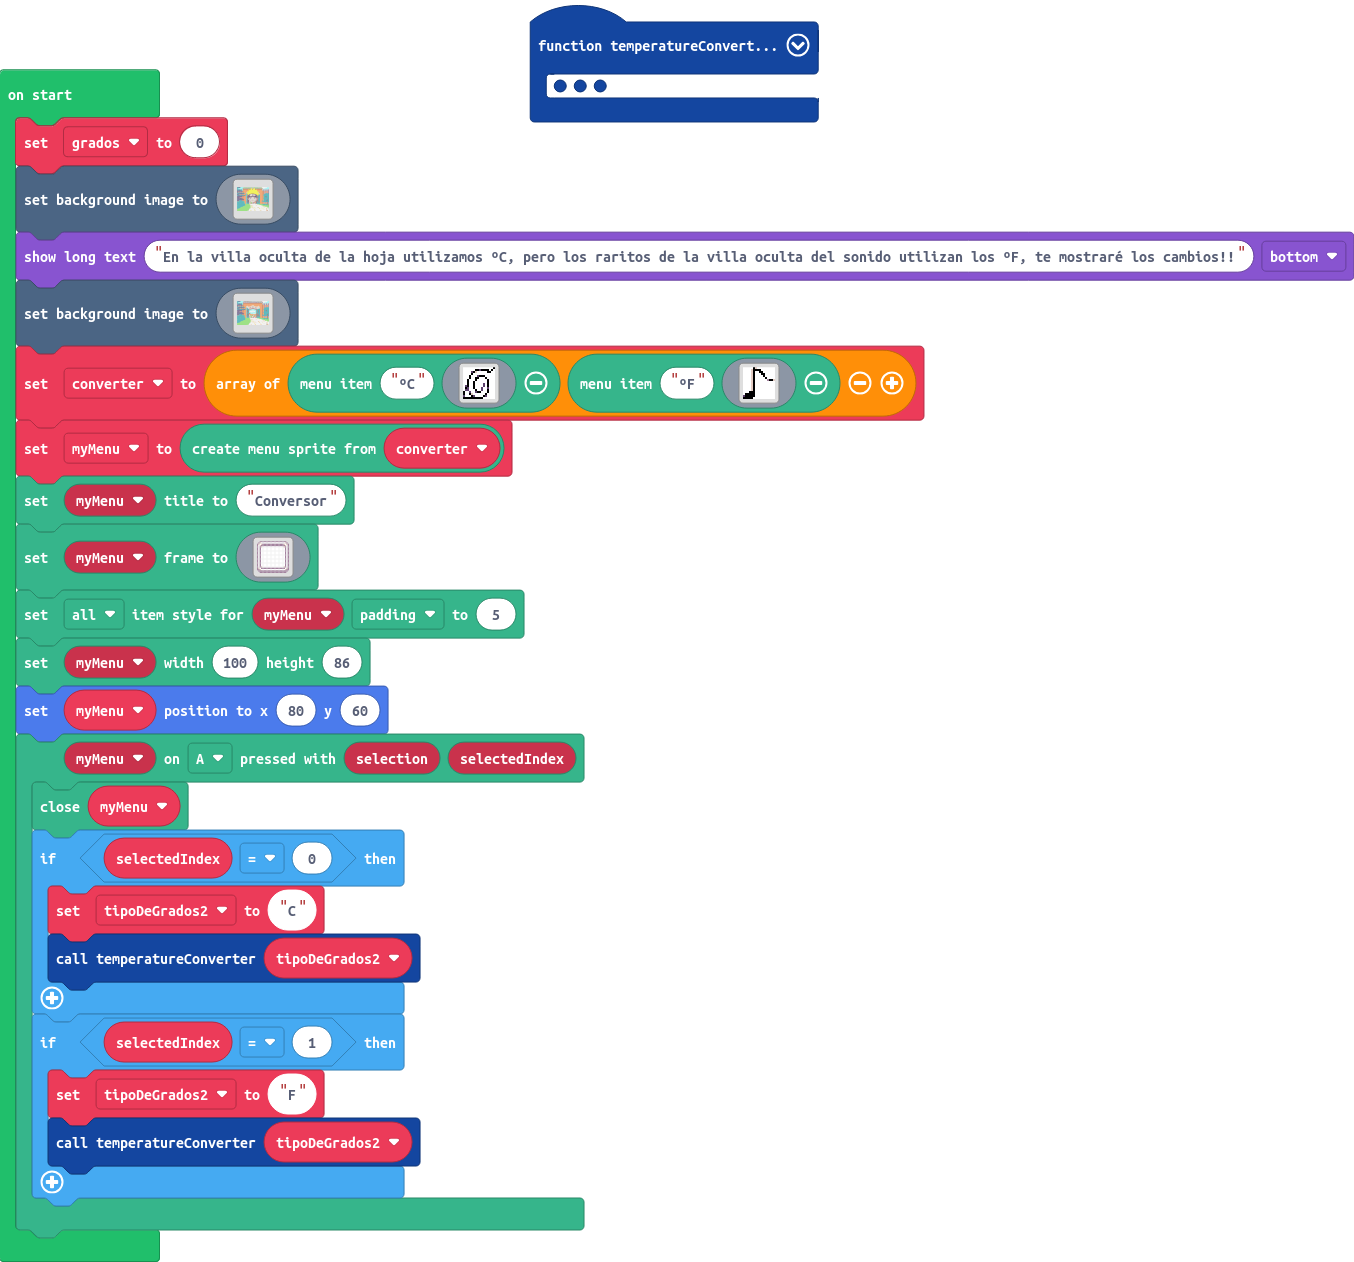 function temperatureConvert...
on start
set grados to 0
set background image to
show long text "En la villa oculta de la hoja utilizamos ºC, pero los raritos de la villa oculta del sonido utilizan los ºF, te mostraré los cambios!!" bottom
set background image to
set converter to array of menu item "ºC" menu item "ºF"
set myMenu to create menu sprite from converter
set myMenu title to "Conversor"
set myMenu frame to
set all item style for myMenu padding to 5
set myMenu width 100 height 86
set myMenu position to x 80 y 60
myMenu on A pressed with selection selectedIndex
close myMenu
if selectedIndex = 0 then
set tipoDeGrados2 to "C"
call temperatureConverter tipoDeGrados2
if selectedIndex = 1 then
set tipoDeGrados2 to "F"
call temperatureConverter tipoDeGrados2